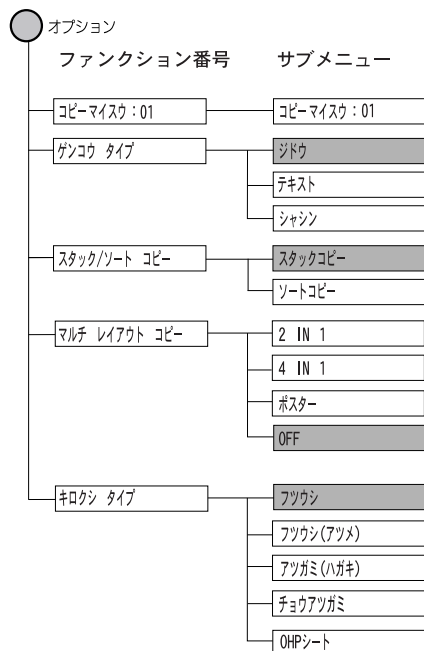 オプション
ファンクション番号 サブメニュー
コピーマイスウ:01 コピーマイスウ:01
ゲンコウ タイプ ジドウ
テキスト
シャシン
スタック/ソート コピー スタックコピー
ソートコピー
マルチ レイアウト コピー 2 IN 1
4 IN 1
ポスター
OFF
キロクシ タイプ フツウシ
フツウシ(アツメ)
アツガミ(ハガキ)
チョウアツガミ
OHPシート